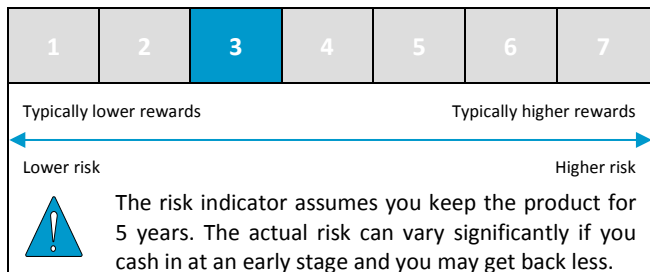 1 2 3 4 5 6 7
Typically lower rewards Typically higher rewards
Lower risk Higher risk
The risk indicator assumes you keep the product for
5 years. The actual risk can vary significantly if you
cash in at an early stage and you may get back less.